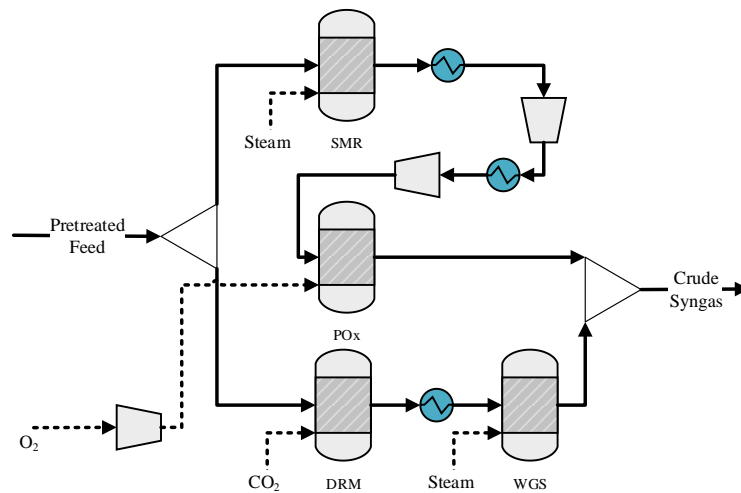 Steam
SMR
Pretreated
Feed
POx
Crude
Syngas
O₂
CO₂
DRM
Steam
WGS